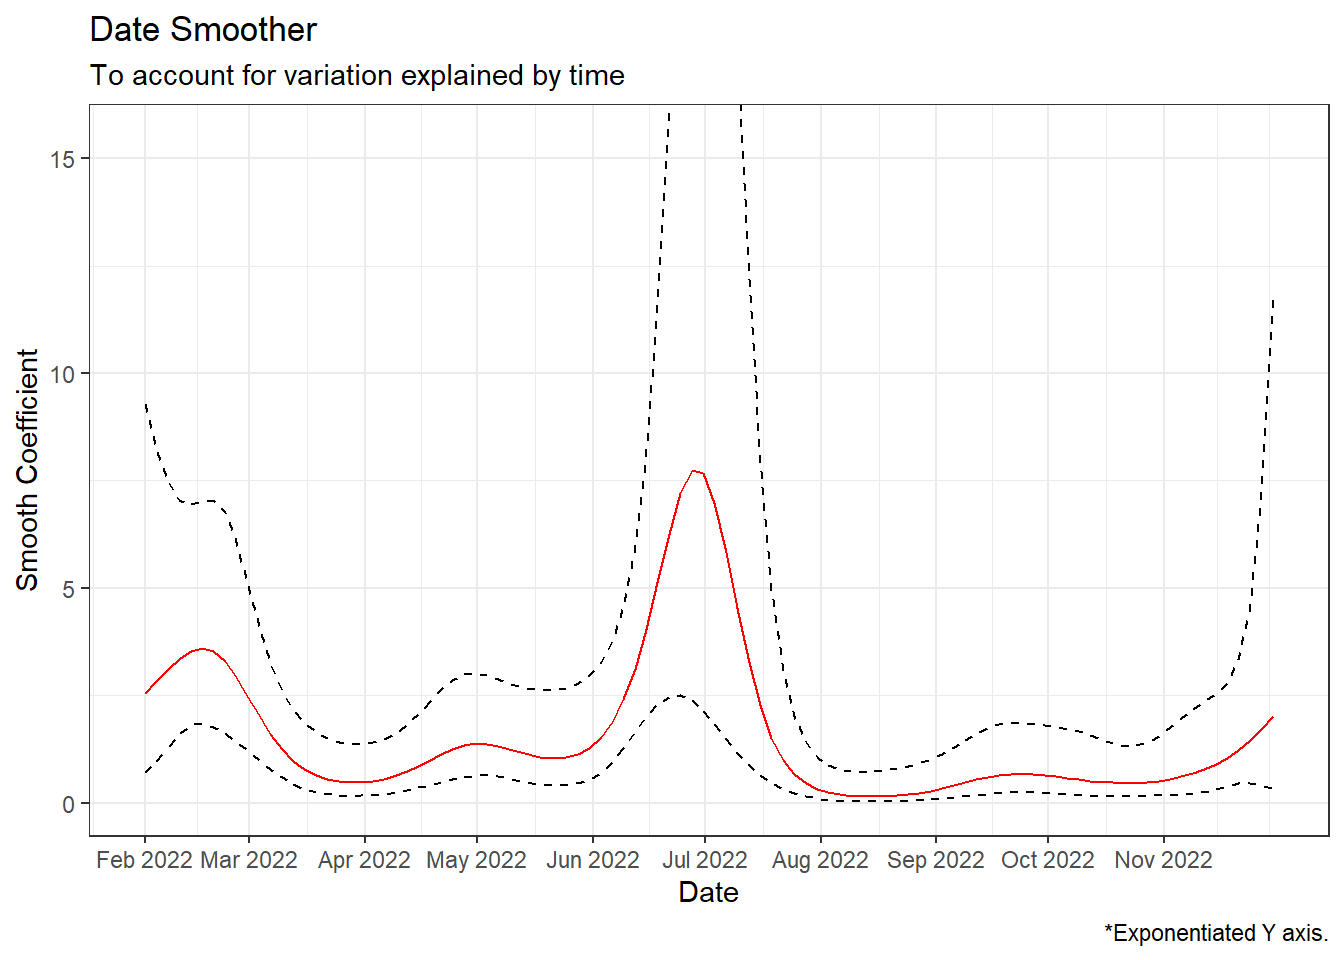 Date Smoother
To account for variation explained by time
Smooth Coefficient
15
10
5
0
Feb 2022 Mar 2022 Apr 2022 May 2022 Jun 2022 Jul 2022 Aug 2022 Sep 2022 Oct 2022 Nov 2022
Date
*Exponentiated Y axis.